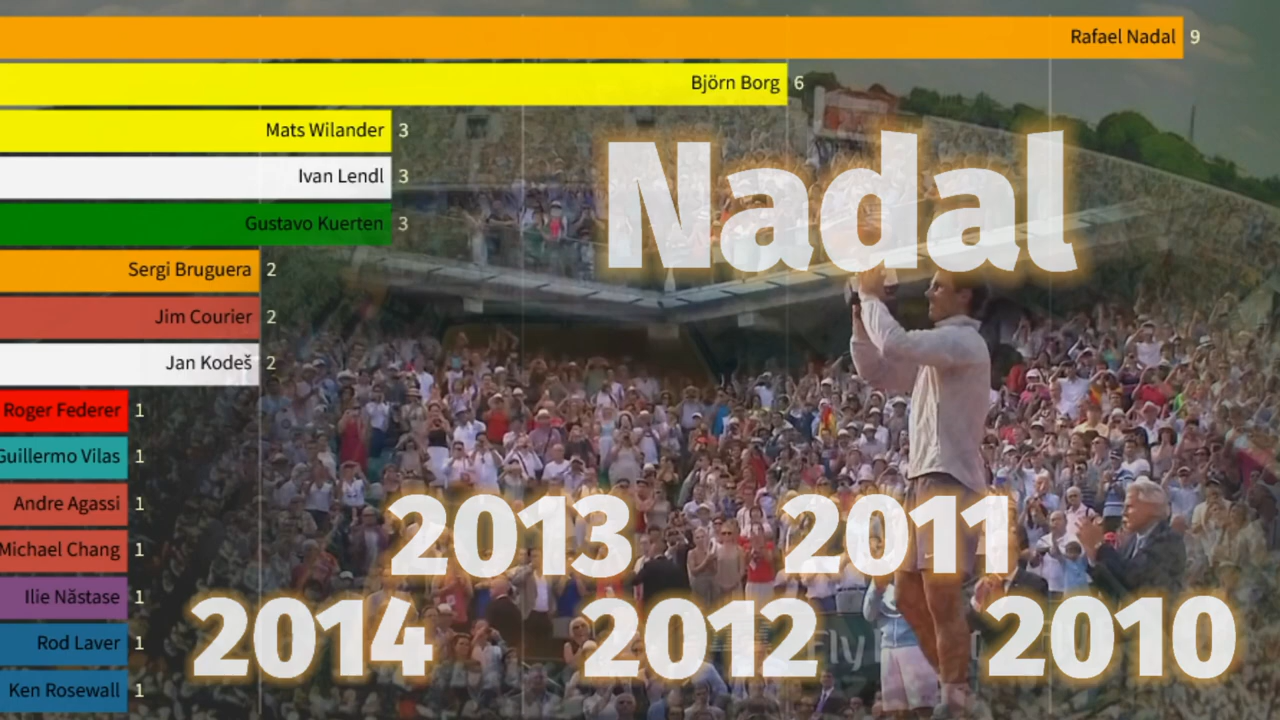 Rafael Nadal 9
Björn Borg 6
Mats Wilander 3
Ivan Lendl 3
Gustavo Kuerten 3
Sergi Bruguera 2
Jim Courier 2
Jan Kodeš 2
Roger Federer 1
Guillermo Vilas 1
Andre Agassi 1
Michael Chang 1
Ilie Năstase 1
Rod Laver 1
Ken Rosewall 1
Nadal
2013 2011
2014 2012 2010
Fly